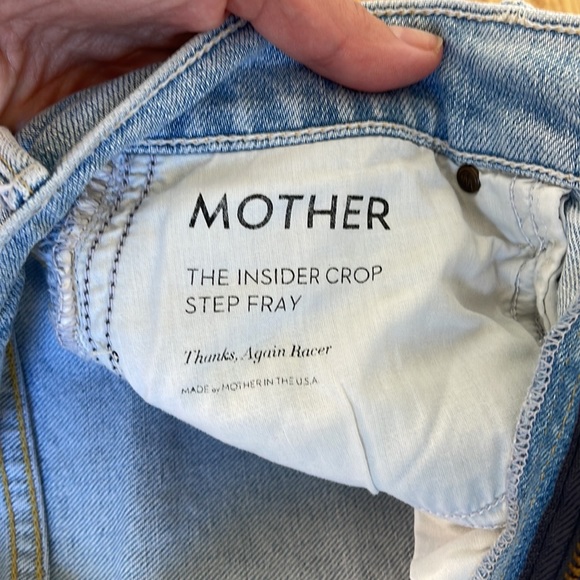 MOTHER
THE INSIDER CROP
STEP FRAY
Thanks, Again Racer
MADE by MOTHER IN THE U.S.A.